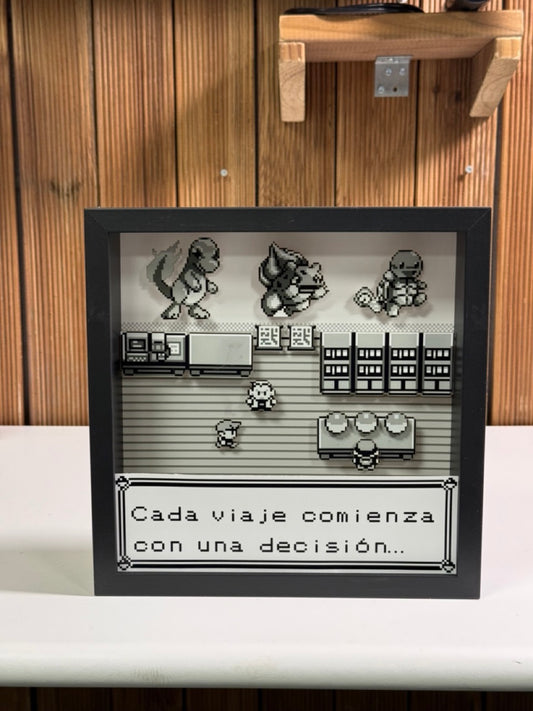 Cada viaje comienza
con una decisión...